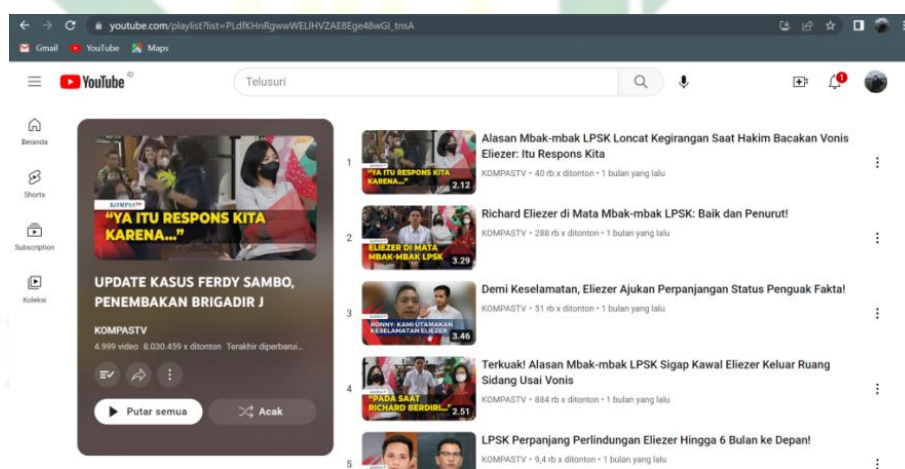 youtube.com/playlist?list=PLdfKHnRgwwWELlHVZAE8Ege48wGl_tnsA
Gmail
YouTube
Maps
YouTube ID
Telusuri
1
Beranda
Shorts
Subscription
Koleksi
KOMPASTV
"YA ITU RESPONS KITA
KARENA..."
UPDATE KASUS FERDY SAMBO,
PENEMBAKAN BRIGADIR J
KOMPASTV
4.999 video 8.030.459 x ditonton Terakhir diperbarui...
Putar semua
Acak
1
"YA ITU RESPONS KITA
KARENA..."
2.12
Alasan Mbak-mbak LPSK Loncat Kegirangan Saat Hakim Bacakan Vonis
Eliezer: Itu Respons Kita
KOMPASTV • 40 rb x ditonton • 1 bulan yang lalu
2
ELIEZER DI MATA
MBAK-MBAK LPSK
3.29
Richard Eliezer di Mata Mbak-mbak LPSK: Baik dan Penurut!
KOMPASTV • 288 rb x ditonton • 1 bulan yang lalu
3
RONNY: KAMI UTAMAKAN
KESELAMATAN ELIEZER
3.46
Demi Keselamatan, Eliezer Ajukan Perpanjangan Status Penguak Fakta!
KOMPASTV • 51 rb x ditonton • 1 bulan yang lalu
4
"PADA SAAT
RICHARD BERDIRI..."
2.51
Terkuak! Alasan Mbak-mbak LPSK Sigap Kawal Eliezer Keluar Ruang
Sidang Usai Vonis
KOMPASTV • 884 rb x ditonton • 1 bulan yang lalu
5
LPSK Perpanjang Perlindungan Eliezer Hingga 6 Bulan ke Depan!
KOMPASTV • 9,4 rb x ditonton • 1 bulan yang lalu